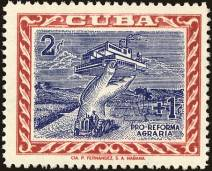 CUBA
2¢
+1
PRO-REFORMA
AGRARIA
CIA. P. FERNANDEZ, S. A. HABANA.